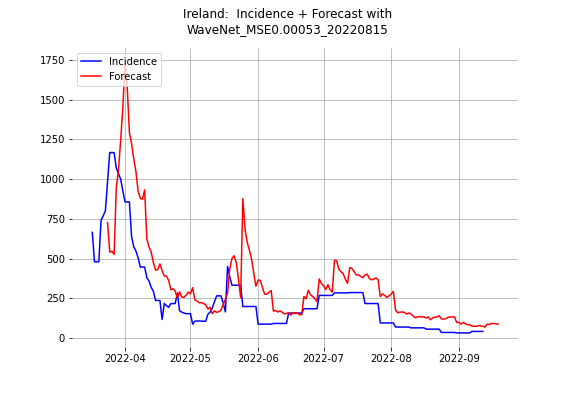 Ireland:  Incidence + Forecast with
WaveNet_MSE0.00053_20220815
Incidence
Forecast
1750
1500
1250
1000
750
500
250
0
2022-04 2022-05 2022-06 2022-07 2022-08 2022-09